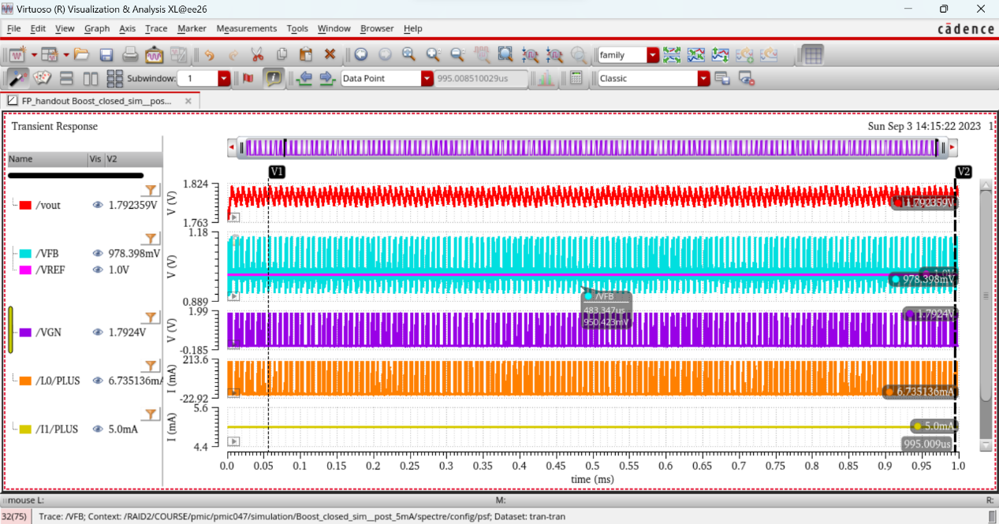 Virtuoso (R) Visualization & Analysis XL@ee26
File Edit View Graph Axis Trace Marker Measurements Tools Window Browser Help
cādence
family
Subwindow: 1
Data Point
995.008510029us
Classic
FP_handout Boost_closed_sim__pos...
Transient Response
Sun Sep 3 14:15:22 2023 1
Name Vis V2
V1
V2
/vout 1.792359V
V (V)
1.824
1.763
1.792359V
/VFB 978.398mV
/VREF 1.0V
V (V)
1.18
0.889
1.0V
978.398mV
/VFB
483.347us
950.423mV
/VGN 1.7924V
V (V)
1.99
-0.185
1.7924V
/L0/PLUS 6.735136mA
I (mA)
213.6
-22.92
6.735136mA
/I1/PLUS 5.0mA
I (mA)
5.6
4.4
5.0mA
995.009us
0.0 0.05 0.1 0.15 0.2 0.25 0.3 0.35 0.4 0.45 0.5 0.55 0.6 0.65 0.7 0.75 0.8 0.85 0.9 0.95 1.0
time (ms)
mouse L: M: R:
32(75) Trace: /VFB; Context: /RAID2/COURSE/pmic/pmic047/simulation/Boost_closed_sim__post_5mA/spectre/config/psf; Dataset: tran-tran